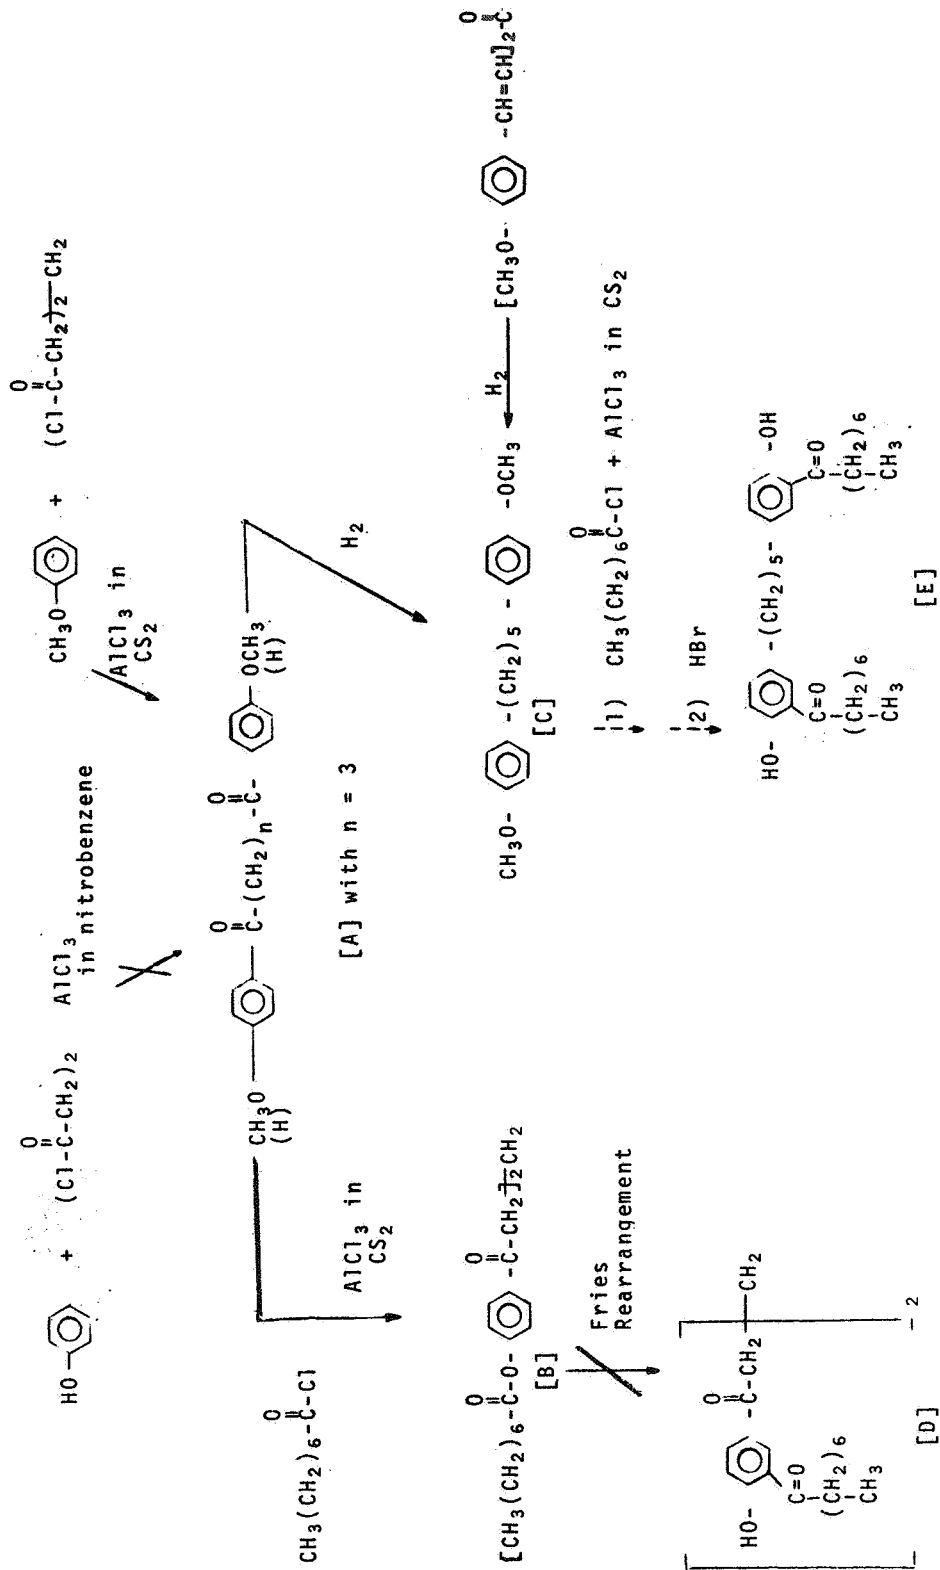 HO- + (Cl-C-CH2)2 AlCl3 in nitrobenzene
O
CH3O- + (Cl-C-CH2)2-CH2
O
AlCl3 in
CS2
CH3O- -C-(CH2)n-C- -OCH3
(H) O O (H)
[A] with n = 3
CH3(CH2)6-C-Cl
O
AlCl3 in
CS2
H2
[CH3(CH2)6-C-O- -C-CH2]2CH2
O O
[B]
CH3O- -(CH2)5- -OCH3
[C]
H2
[CH3O- -CH=CH]2-C
O
Fries
Rearrangement
1) CH3(CH2)6C-Cl + AlCl3 in CS2
O
2) HBr
HO- -C-CH2-CH2
O
C=O
(CH2)6
CH3
2
[D]
HO- -(CH2)5- -OH
C=O C=O
(CH2)6 (CH2)6
CH3 CH3
[E]